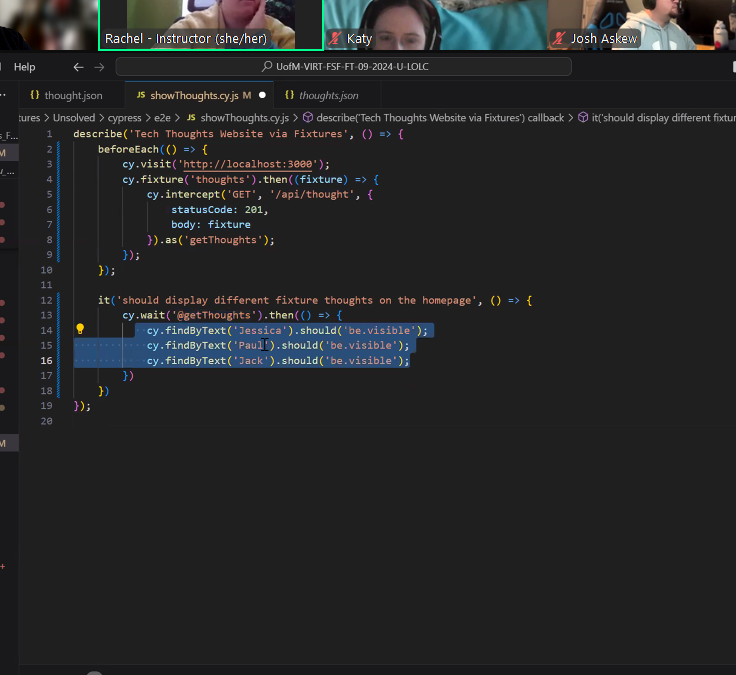 Rachel - Instructor (she/her)
Katy
Josh Askew
Help
UofM-VIRT-FSF-FT-09-2024-U-LOLC
{} thought.json
JS showThoughts.cy.js M
{} thoughts.json
tures > Unsolved > cypress > e2e > JS showThoughts.cy.js > describe('Tech Thoughts Website via Fixtures') callback > it('should display different fixtur
1 describe('Tech Thoughts Website via Fixtures', () => {
2 beforeEach(() => {
3 cy.visit('http://localhost:3000');
4 cy.fixture('thoughts').then((fixture) => {
5 cy.intercept('GET', '/api/thought', {
6 statusCode: 201,
7 body: fixture
8 }).as('getThoughts');
9 });
10 });
11
12 it('should display different fixture thoughts on the homepage', () => {
13 cy.wait('@getThoughts').then(() => {
14 cy.findByText('Jessica').should('be.visible');
15 cy.findByText('Paul').should('be.visible');
16 cy.findByText('Jack').should('be.visible');
17 })
18 })
19 });
20